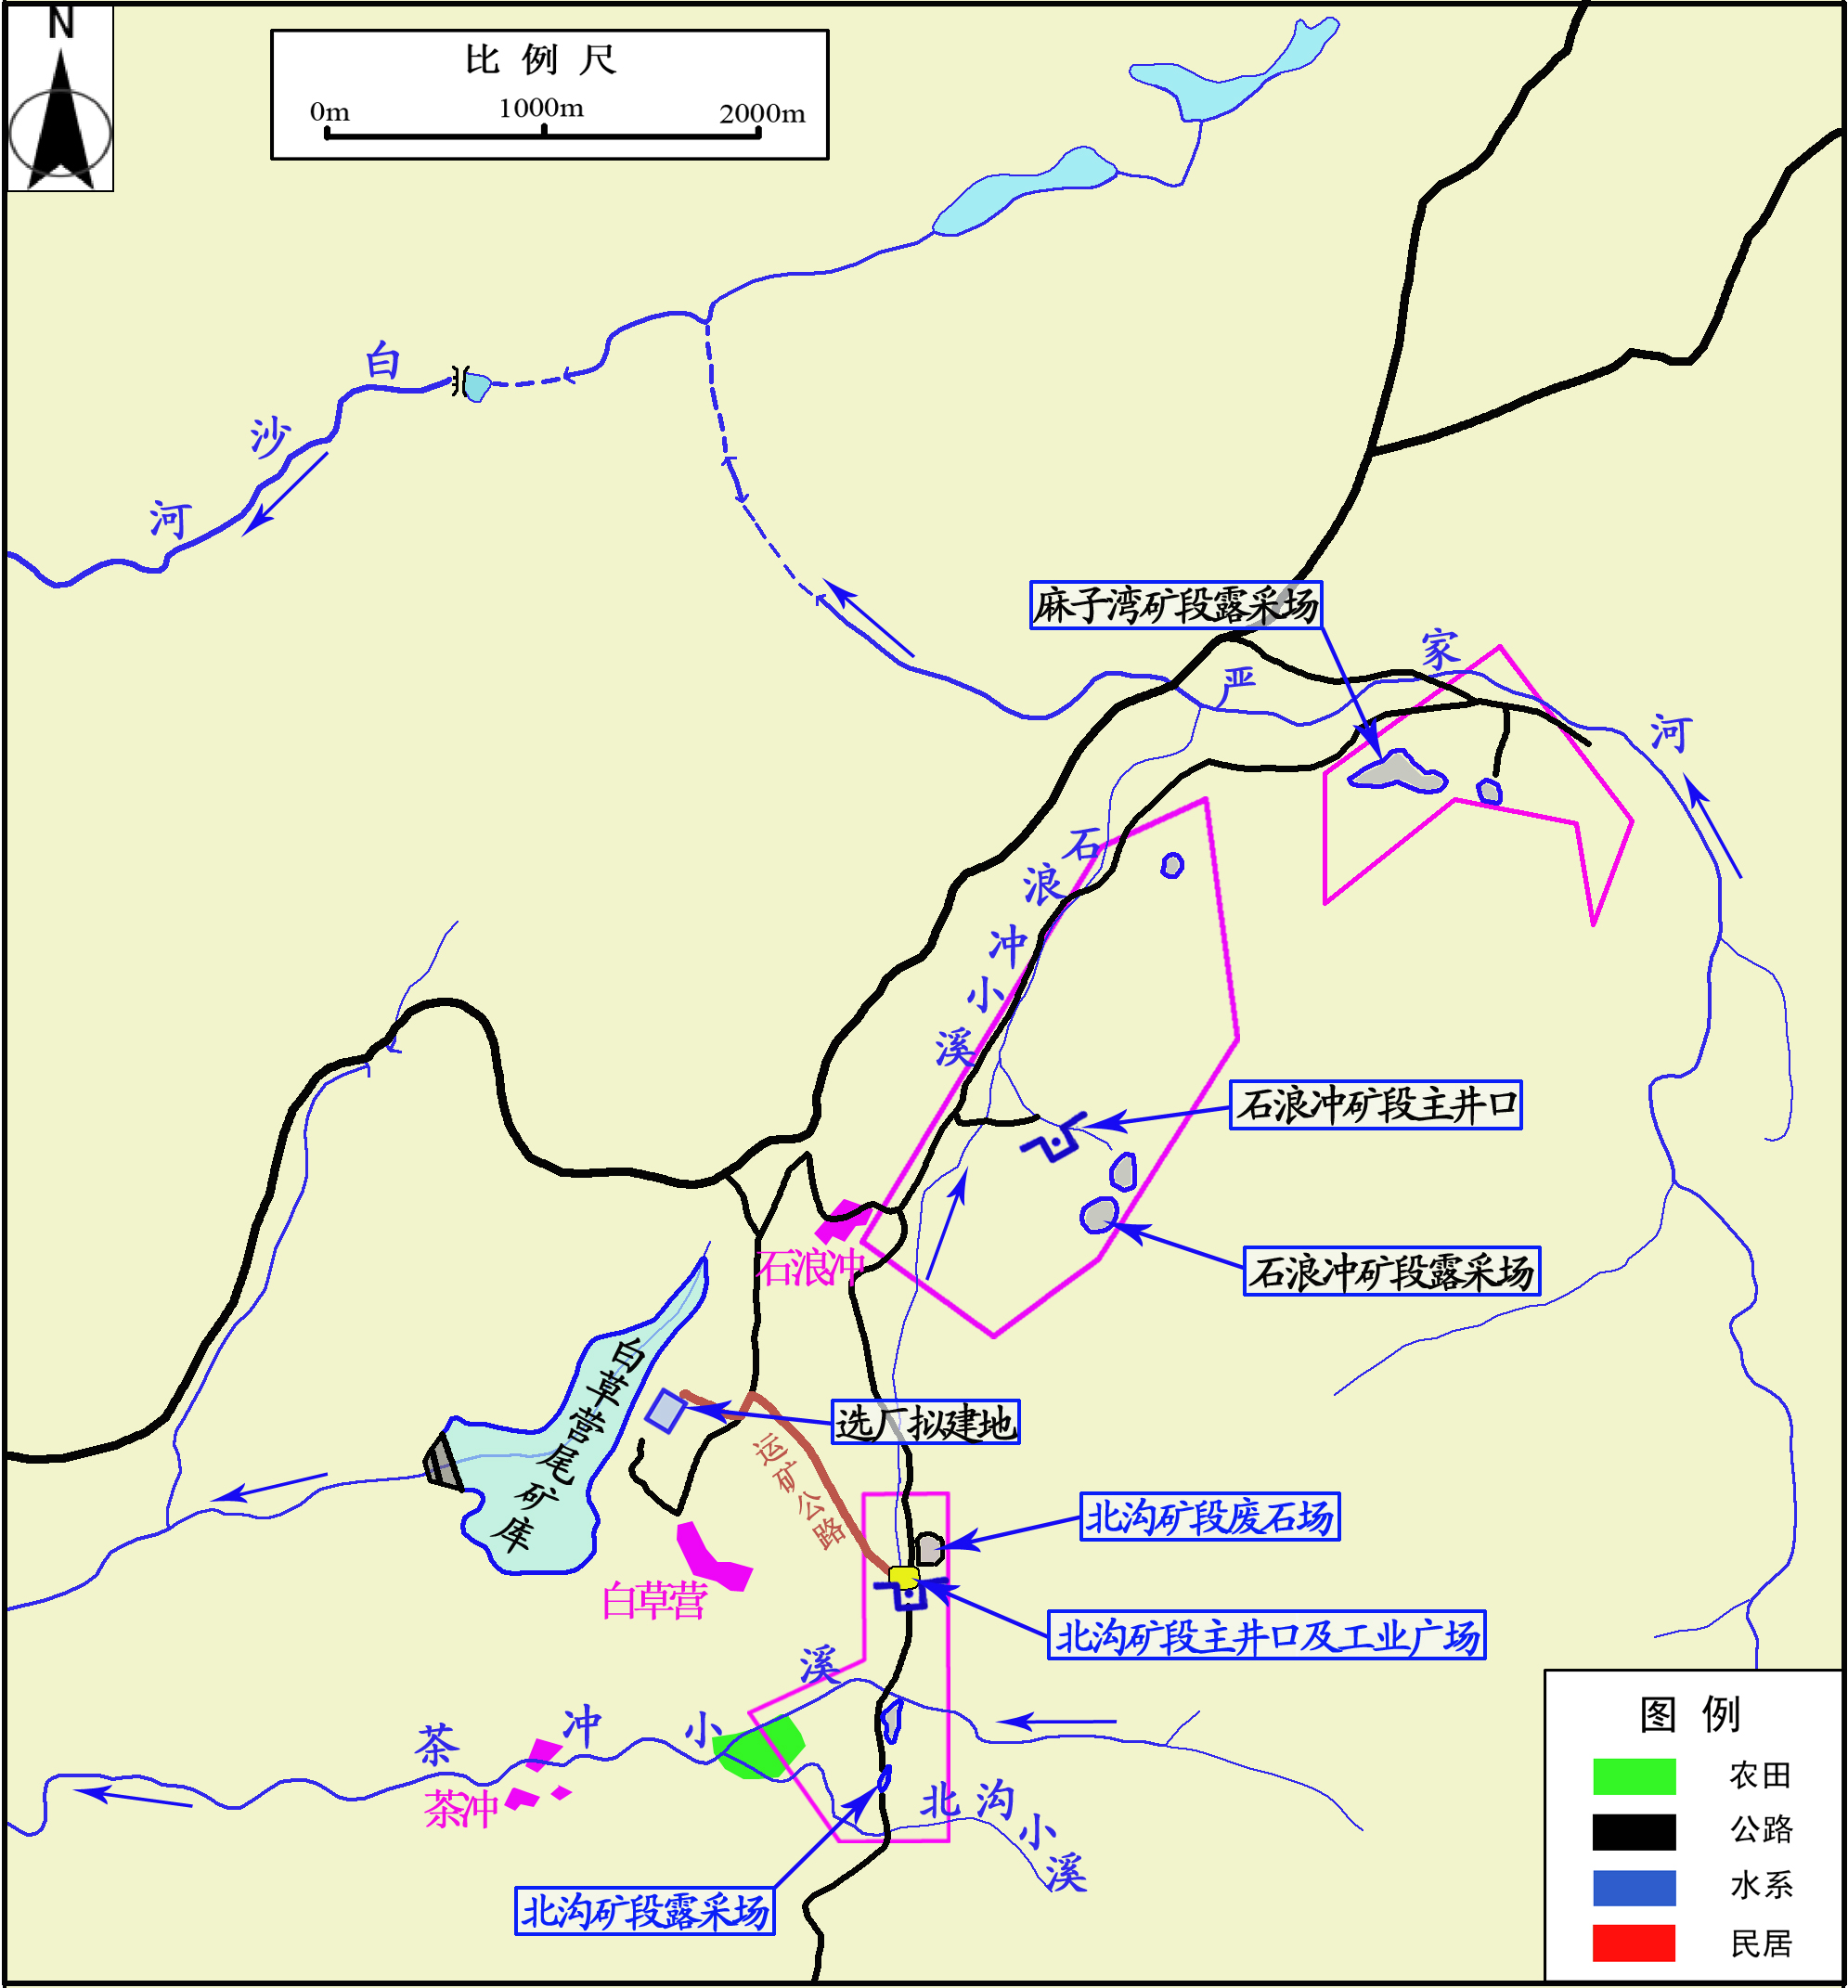 N
比 例 尺
0m 1000m 2000m
白沙河
麻子湾矿段露采场
严家河
石浪冲小溪
石浪冲矿段主井口
石浪冲
石浪冲矿段露采场
白草营尾矿库
选厂拟建地
运矿公路
北沟矿段废石场
白草营
北沟矿段主井口及工业广场
茶冲小溪
茶冲
北沟小溪
北沟矿段露采场
图 例
农田
公路
水系
民居